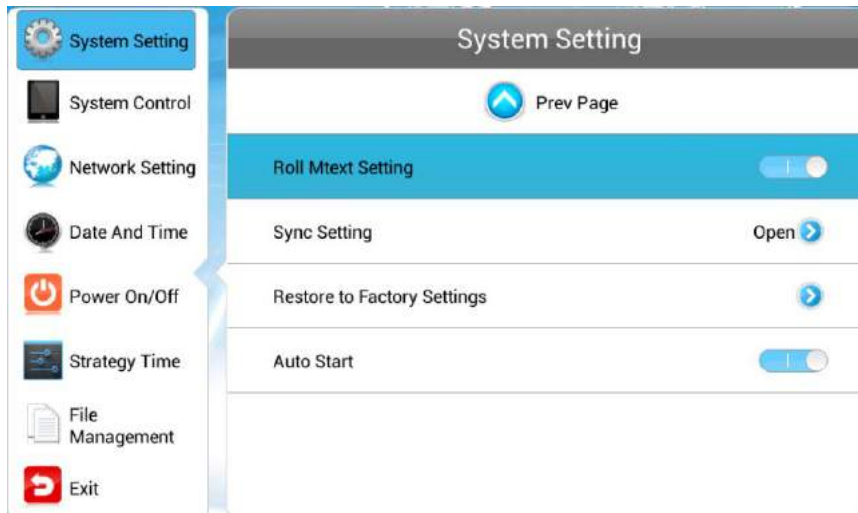 System Setting
System Control
Network Setting
Date And Time
Power On/Off
Strategy Time
File
Management
Exit
System Setting
Prev Page
Roll Mtext Setting
Sync Setting
Open
Restore to Factory Settings
Auto Start